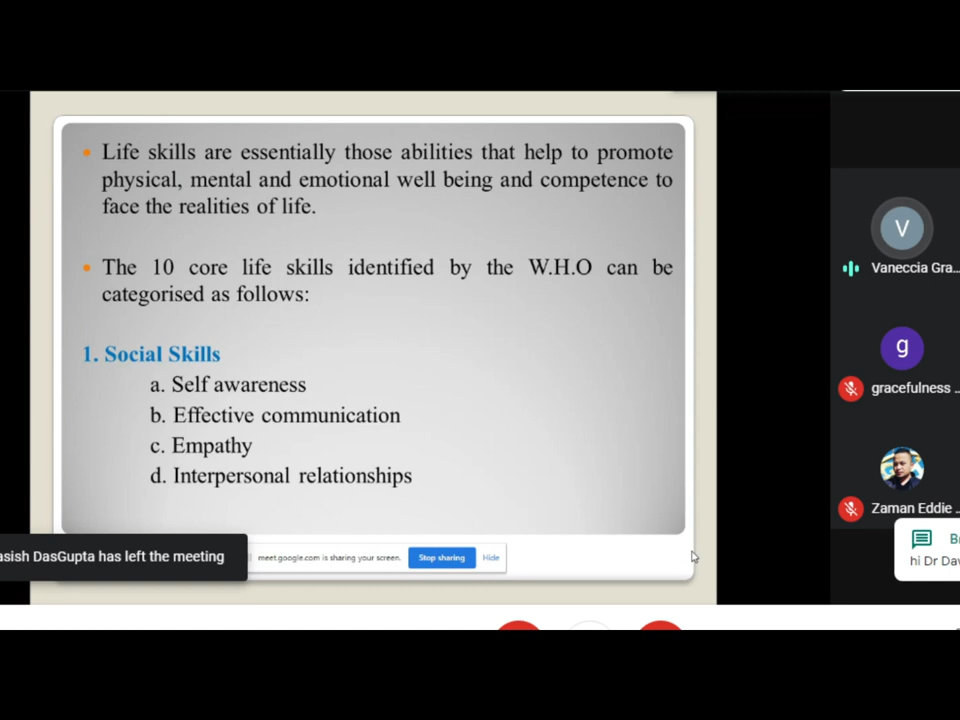 • Life skills are essentially those abilities that help to promote
physical, mental and emotional well being and competence to
face the realities of life.
• The 10 core life skills identified by the W.H.O can be
categorised as follows:
1. Social Skills
a. Self awareness
b. Effective communication
c. Empathy
d. Interpersonal relationships
asish DasGupta has left the meeting
meet.google.com is sharing your screen. Stop sharing Hide
V
Vaneccia Gra...
g
gracefulness ...
Zaman Eddie ...
hi Dr Dav